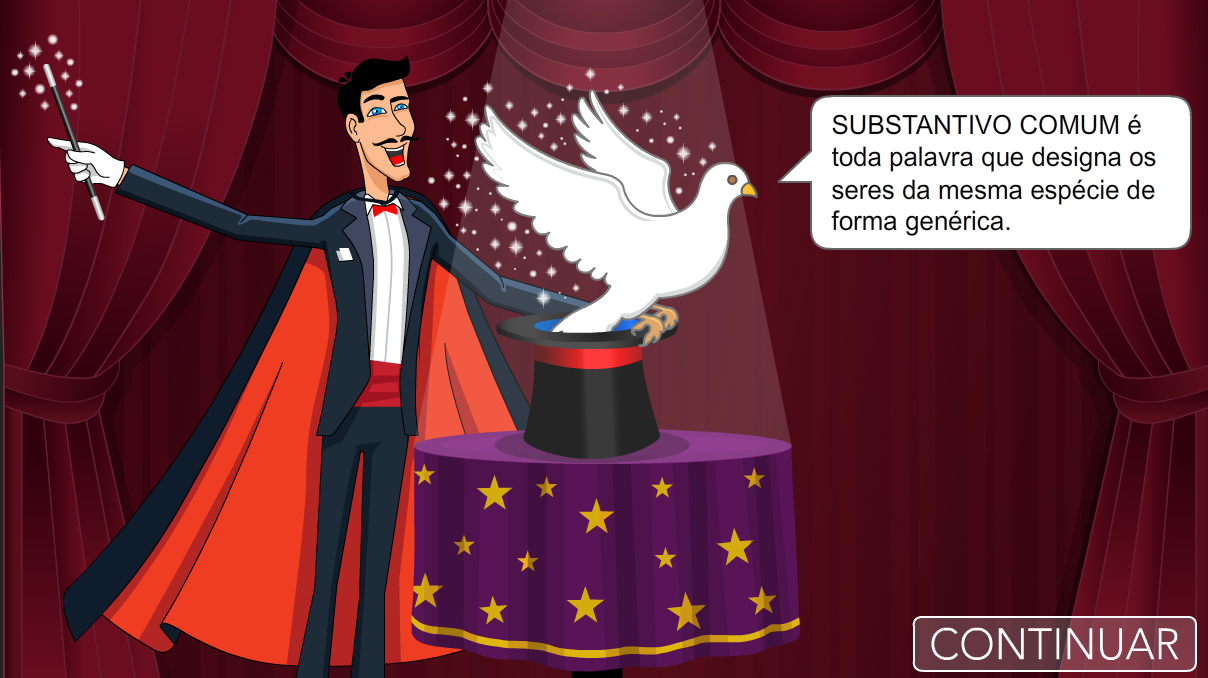 SUBSTANTIVO COMUM é
toda palavra que designa os
seres da mesma espécie de
forma genérica.
CONTINUAR